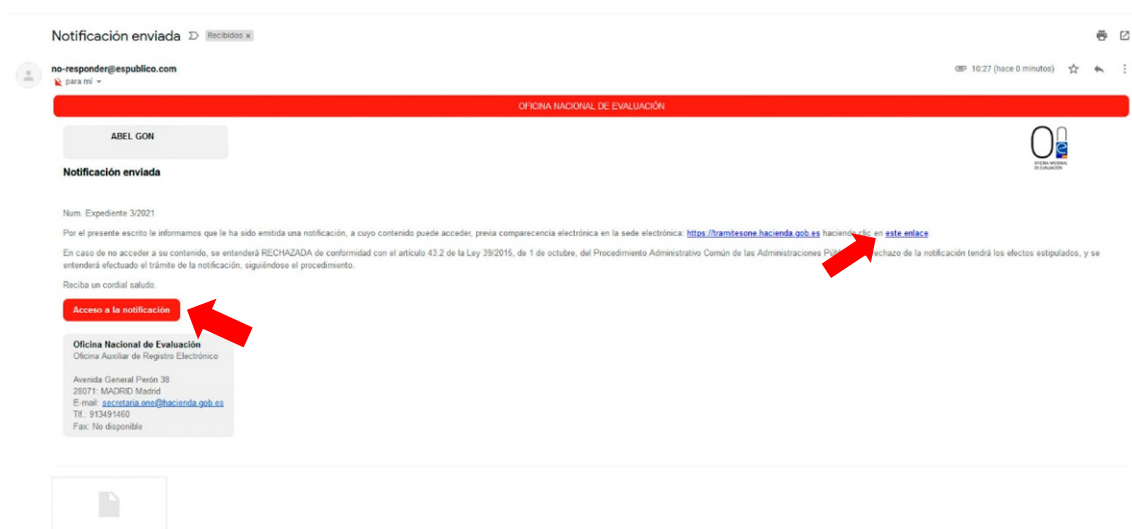 Notificación enviada Recibidos x
no-responder@espublico.com
10:27 (hace 0 minutos)
para mí
OFICINA NACIONAL DE EVALUACIÓN
ABEL GON
OFICINA NACIONAL
DE EVALUACIÓN
Notificación enviada
Num. Expediente 3/2021
Por el presente escrito le informamos que le ha sido emitida una notificación, a cuyo contenido puede acceder, previa comparecencia electrónica en la sede electrónica: https://tramitesone.hacienda.gob.es haciendo clic en este enlace
En caso de no acceder a su contenido, se entenderá RECHAZADA de conformidad con el artículo 43.2 de la Ley 39/2015, de 1 de octubre, del Procedimiento Administrativo Común de las Administraciones de la notificación tendrá los efectos estipulados, y se
entenderá efectuado el trámite de la notificación, siguiéndose el procedimiento.
Reciba un cordial saludo.
Acceso a la notificación
Oficina Nacional de Evaluación
Oficina Auxiliar de Registro Electrónico
Avenida General Perón 38
28071: MADRID Madrid
E-mail: secretaria.one@hacienda.gob.es
Tlf.: 913491460
Fax: No disponible